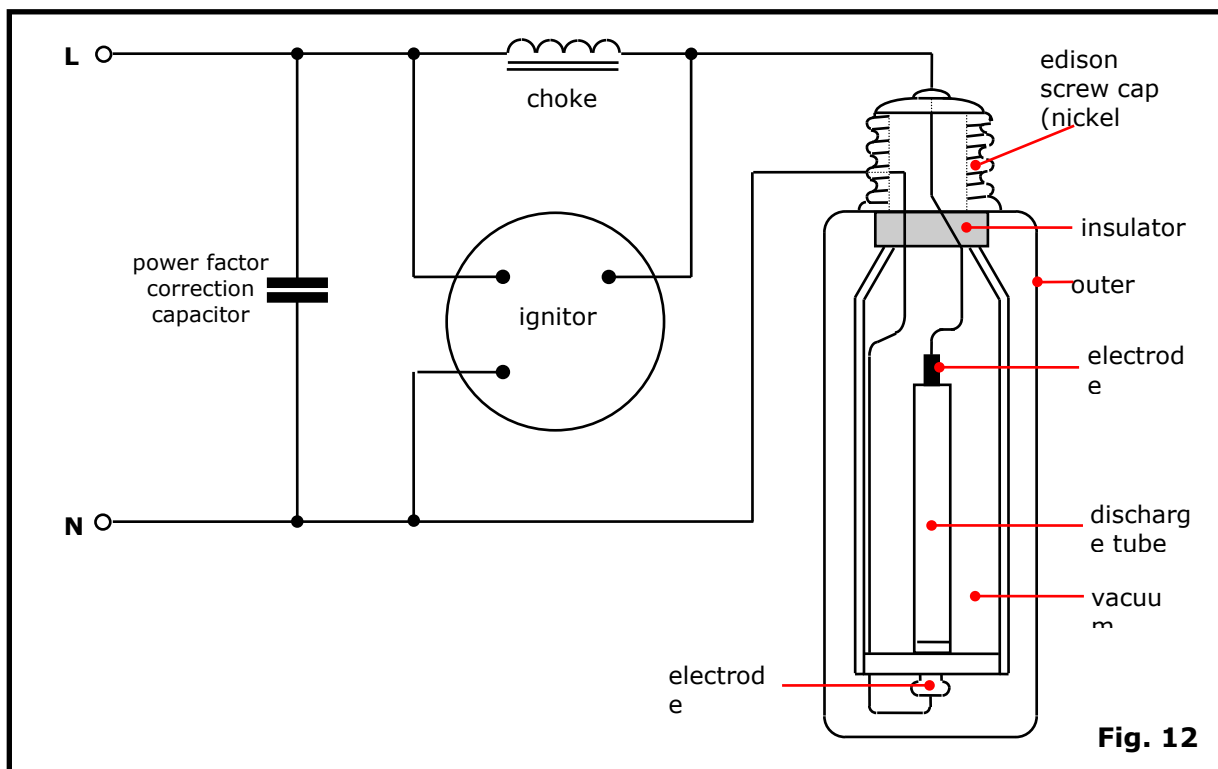 L
choke
edison
screw cap
(nickel
insulator
power factor
correction
capacitor
ignitor
outer
electrod
e
N
discharg
e tube
vacuu
m
electrod
e
Fig. 12